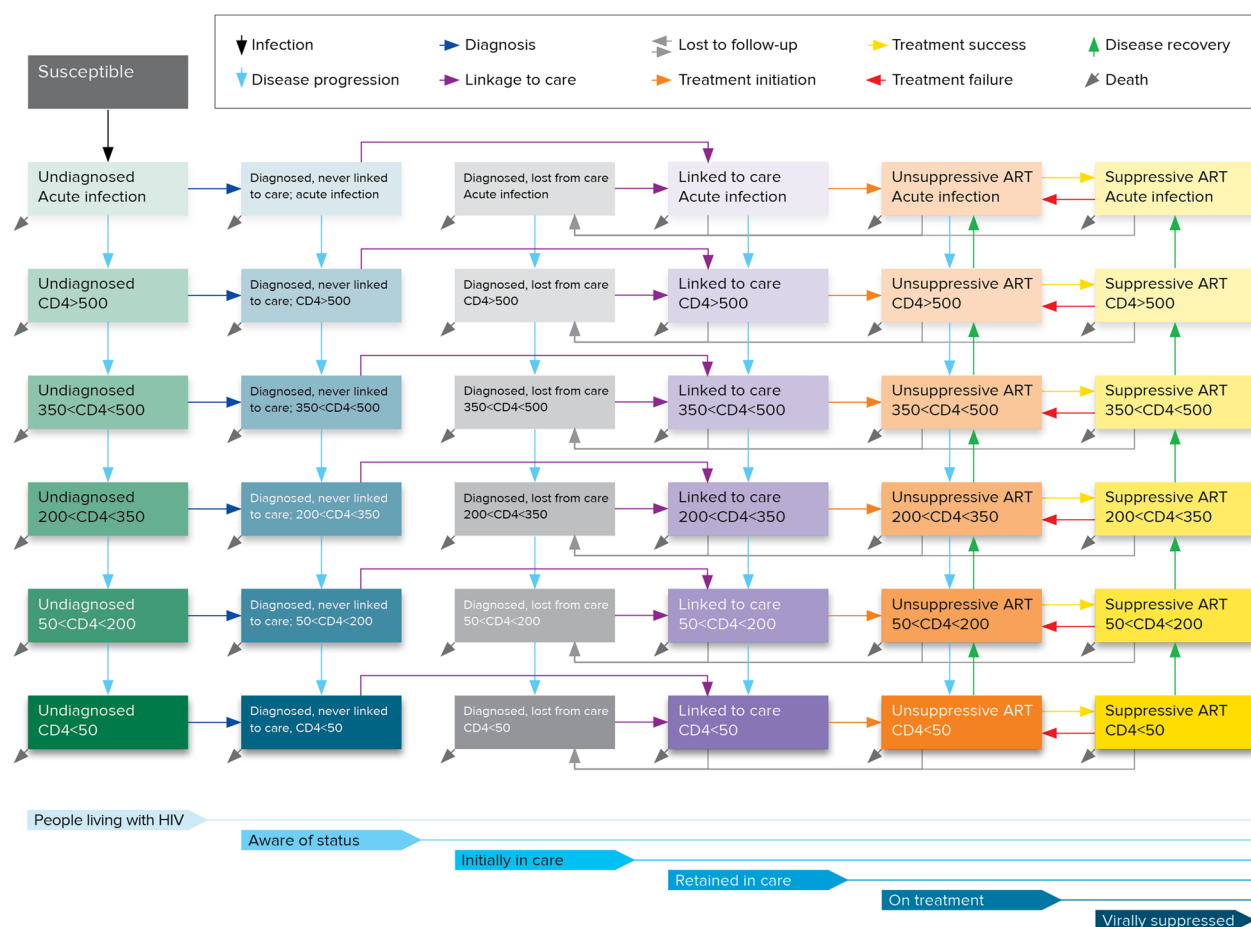 Infection
Diagnosis
Lost to follow-up
Treatment success
Disease recovery
Disease progression
Linkage to care
Treatment initiation
Treatment failure
Death
Susceptible
Undiagnosed
Acute infection
Diagnosed, never linked
to care; acute infection
Diagnosed, lost from care
Acute infection
Linked to care
Acute infection
Unsuppressive ART
Acute infection
Suppressive ART
Acute infection
Undiagnosed
CD4>500
Diagnosed, never linked
to care; CD4>500
Diagnosed, lost from care
CD4>500
Linked to care
CD4>500
Unsuppressive ART
CD4>500
Suppressive ART
CD4>500
Undiagnosed
350<CD4<500
Diagnosed, never linked
to care; 350<CD4<500
Diagnosed, lost from care
350<CD4<500
Linked to care
350<CD4<500
Unsuppressive ART
350<CD4<500
Suppressive ART
350<CD4<500
Undiagnosed
200<CD4<350
Diagnosed, never linked
to care; 200<CD4<350
Diagnosed, lost from care
200<CD4<350
Linked to care
200<CD4<350
Unsuppressive ART
200<CD4<350
Suppressive ART
200<CD4<350
Undiagnosed
50<CD4<200
Diagnosed, never linked
to care; 50<CD4<200
Diagnosed, lost from care
50<CD4<200
Linked to care
50<CD4<200
Unsuppressive ART
50<CD4<200
Suppressive ART
50<CD4<200
Undiagnosed
CD4<50
Diagnosed, never linked
to care, CD4<50
Diagnosed, lost from care
CD4<50
Linked to care
CD4<50
Unsuppressive ART
CD4<50
Suppressive ART
CD4<50
People living with HIV
Aware of status
Initially in care
Retained in care
On treatment
Virally suppressed